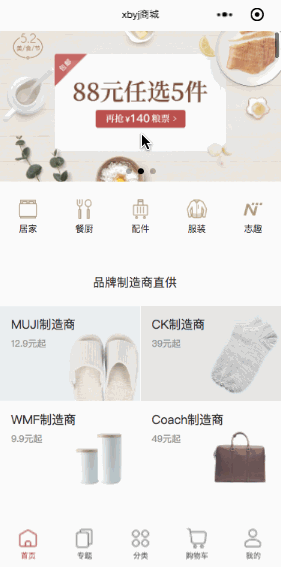 xbyj商城
5.2
美/食/节
包邮
88元任选5件
再抢¥140粮票 >
居家
餐厨
配件
服装
志趣
品牌制造商直供
MUJI制造商
12.9元起
CK制造商
39元起
WMF制造商
9.9元起
Coach制造商
49元起
首页
专题
分类
购物车
我的